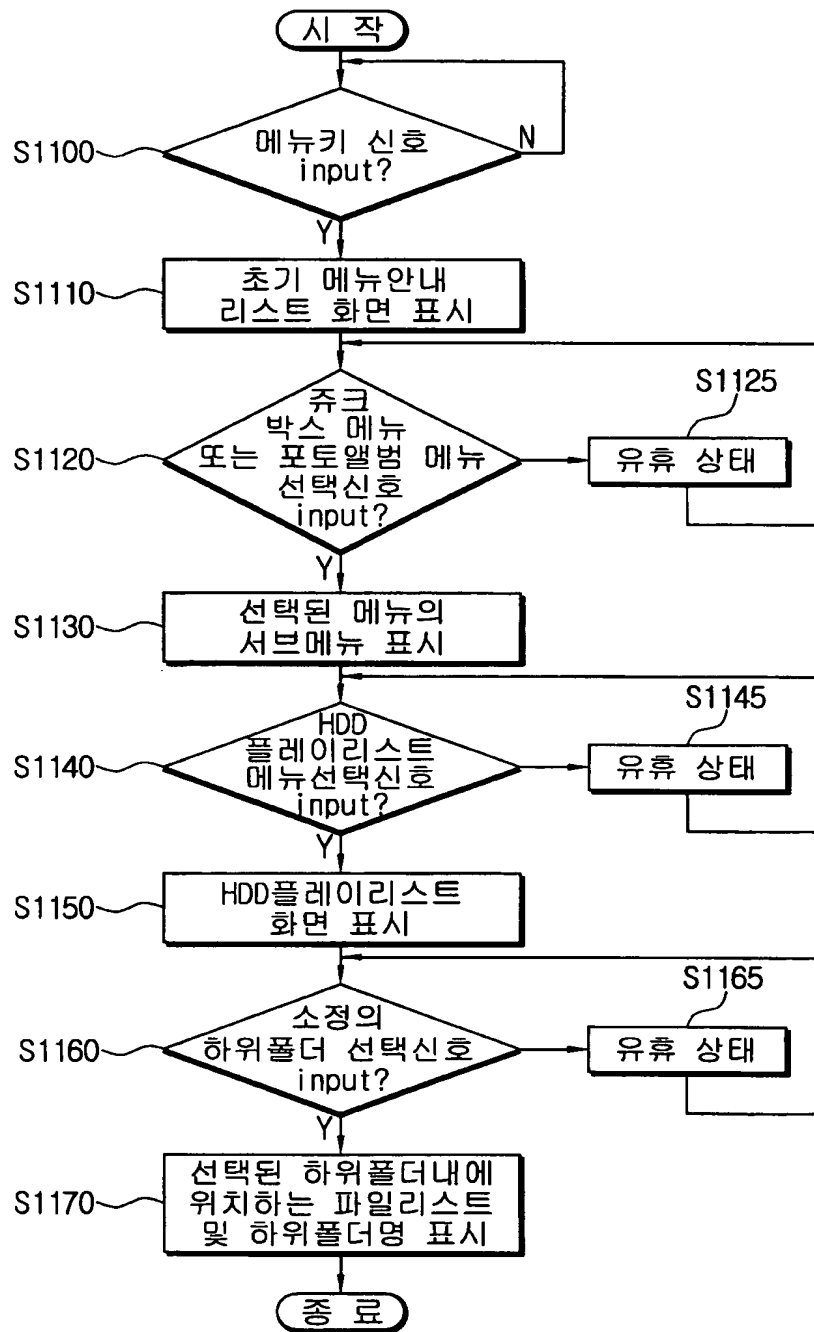 시 작
S1100
메뉴키 신호
input?
N
Y
S1110
초기 메뉴안내
리스트 화면 표시
S1120
쥬크
박스 메뉴
또는 포토앨범 메뉴
선택신호
input?
S1125
유휴 상태
Y
S1130
선택된 메뉴의
서브메뉴 표시
S1140
HDD
플레이리스트
메뉴선택신호
input?
S1145
유휴 상태
Y
S1150
HDD플레이리스트
화면 표시
S1160
소정의
하위폴더 선택신호
input?
S1165
유휴 상태
Y
S1170
선택된 하위폴더내에
위치하는 파일리스트
및 하위폴더명 표시
종 료